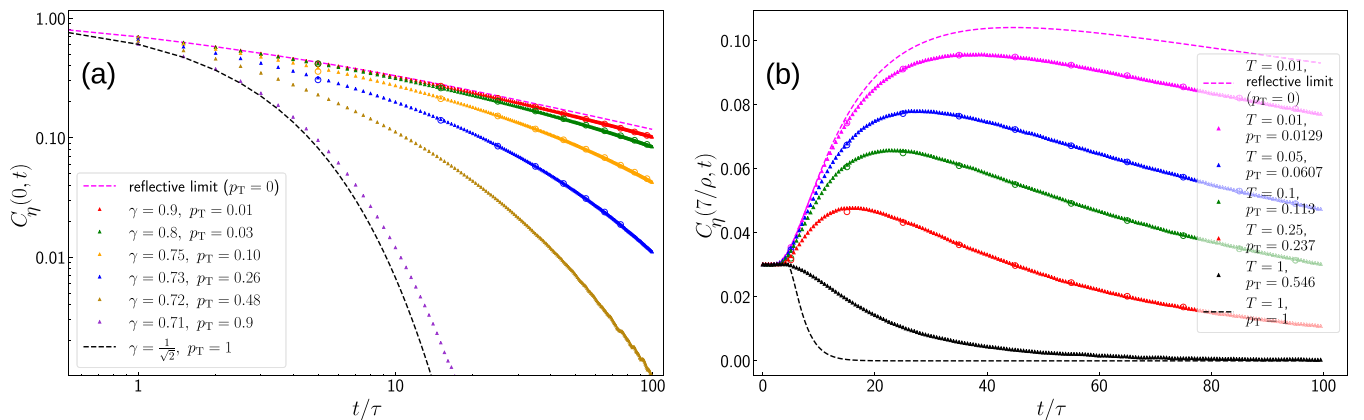 1.00
0.10
0.01
C_η(0, t)
(a)
reflective limit (p_T = 0)
γ = 0.9, p_T = 0.01
γ = 0.8, p_T = 0.03
γ = 0.75, p_T = 0.10
γ = 0.73, p_T = 0.26
γ = 0.72, p_T = 0.48
γ = 0.71, p_T = 0.9
γ = 1/√2, p_T = 1
1 10 100
t/τ
0.10
0.08
0.06
0.04
0.02
0.00
C_η(7/ρ, t)
(b)
T = 0.01,
reflective limit
(p_T = 0)
T = 0.01,
p_T = 0.0129
T = 0.05,
p_T = 0.0607
T = 0.1,
p_T = 0.113
T = 0.25,
p_T = 0.237
T = 1,
p_T = 0.546
T = 1,
p_T = 1
0 20 40 60 80 100
t/τ